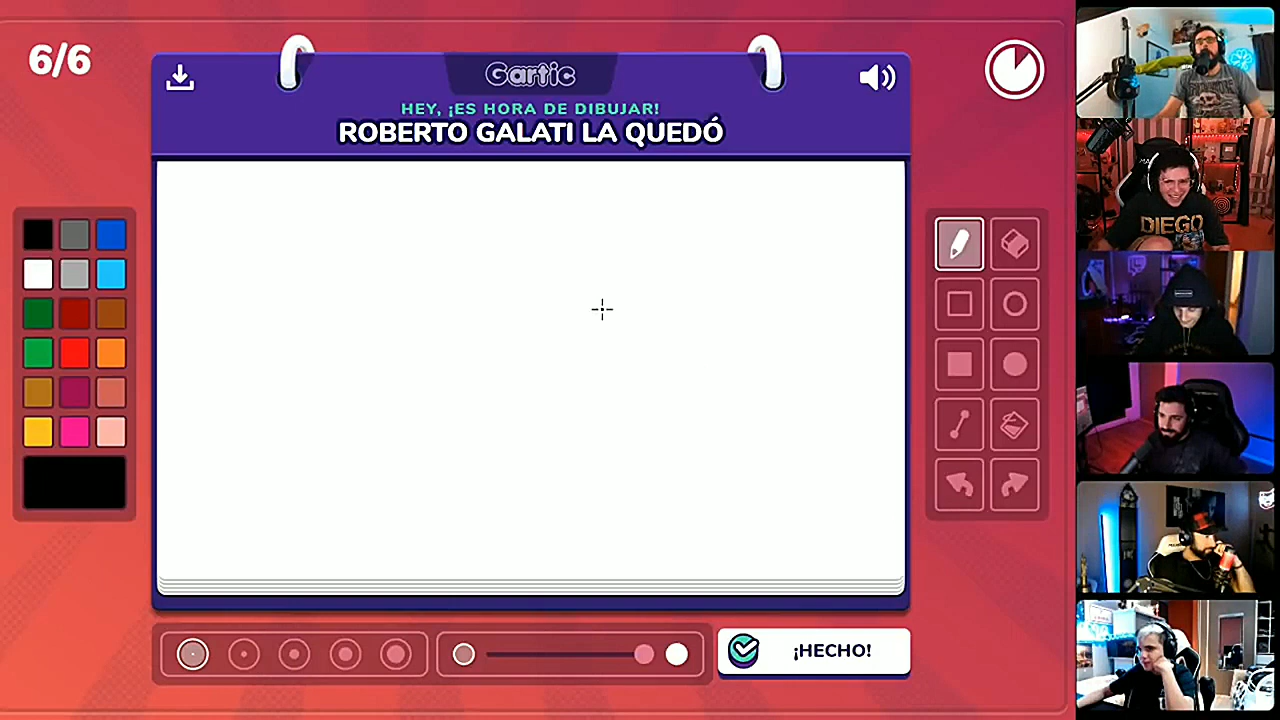 6/6
Gartic
HEY, ¡ES HORA DE DIBUJAR!
ROBERTO GALATI LA QUEDÓ
¡HECHO!
DIEGO